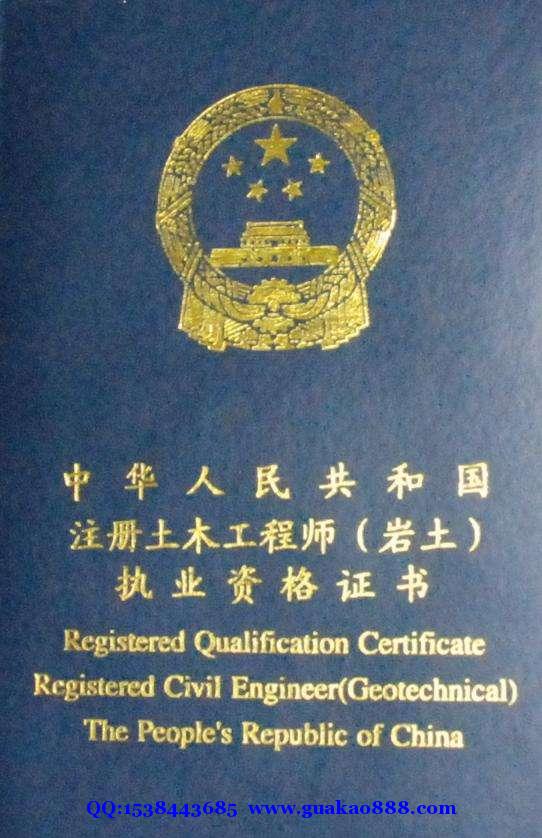 中华人民共和国
注册土木工程师（岩土）
执业资格证书
Registered Qualification Certificate
Registered Civil Engineer(Geotechnical)
The People's Republic of China
QQ:1538443685 www.guakao888.com